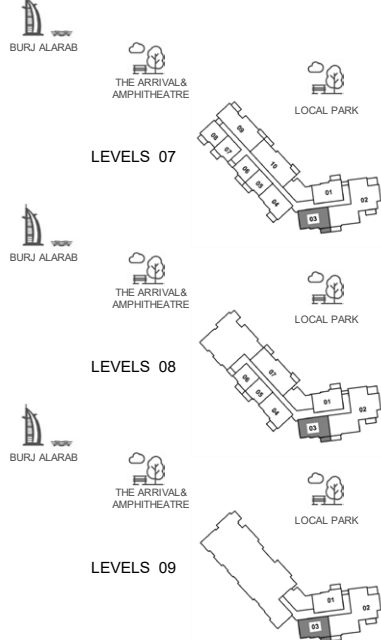 BURJ ALARAB
THE ARRIVAL&
AMPHITHEATRE
LOCAL PARK
LEVELS 07
09
08
07
10
06
05
04
01
02
03
BURJ ALARAB
THE ARRIVAL&
AMPHITHEATRE
LOCAL PARK
LEVELS 08
07
06
05
04
01
02
03
BURJ ALARAB
THE ARRIVAL&
AMPHITHEATRE
LOCAL PARK
LEVELS 09
01
02
03